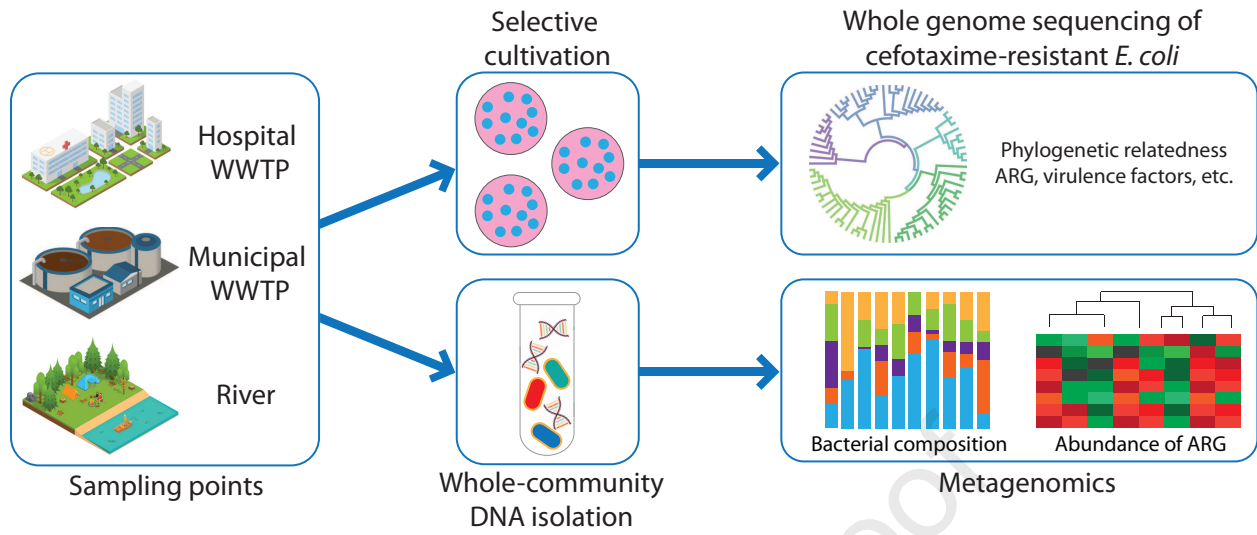 Selective
cultivation
Whole genome sequencing of
cefotaxime-resistant E. coli
Hospital
WWTP
Municipal
WWTP
River
Sampling points
Phylogenetic relatedness
ARG, virulence factors, etc.
Whole-community
DNA isolation
Bacterial composition
Abundance of ARG
Metagenomics